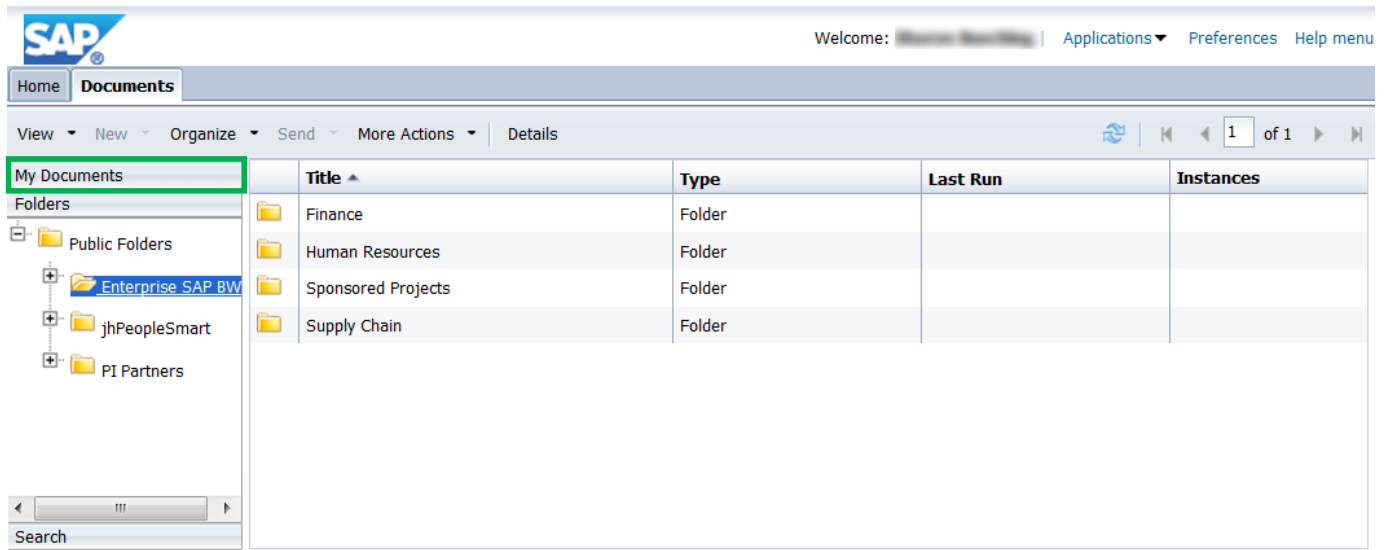 SAP ®
Welcome: | Applications Preferences Help menu
Home Documents
View New Organize Send More Actions Details 1 of 1
My Documents
Folders
Public Folders
Enterprise SAP BW
jhPeopleSmart
PI Partners
Search
Title Type Last Run Instances
Finance Folder
Human Resources Folder
Sponsored Projects Folder
Supply Chain Folder